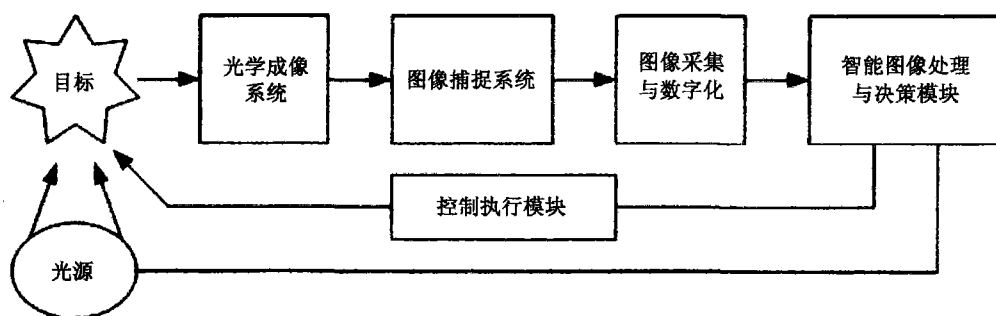 目标
光学成像
系统
图像捕捉系统
图像采集
与数字化
智能图像处理
与决策模块
控制执行模块
光源